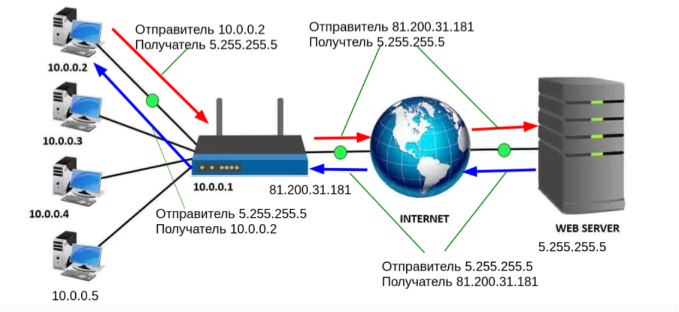 Отправитель 10.0.0.2
Получатель 5.255.255.5
Отправитель 81.200.31.181
Получтель 5.255.255.5
10.0.0.2
10.0.0.3
10.0.0.1
81.200.31.181
10.0.0.4
Отправитель 5.255.255.5
Получатель 10.0.0.2
INTERNET
WEB SERVER
5.255.255.5
Отправитель 5.255.255.5
Получатель 81.200.31.181
10.0.0.5